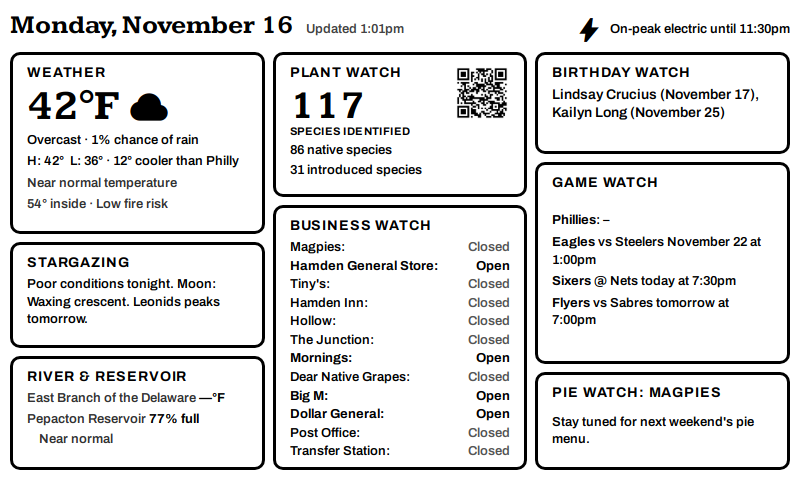 Monday, November 16 Updated 1:01pm
On-peak electric until 11:30pm
WEATHER
42°F
Overcast · 1% chance of rain
H: 42° L: 36° · 12° cooler than Philly
Near normal temperature
54° inside · Low fire risk
STARGAZING
Poor conditions tonight. Moon:
Waxing crescent. Leonids peaks
tomorrow.
RIVER & RESERVOIR
East Branch of the Delaware —°F
Pepacton Reservoir 77% full
Near normal
PLANT WATCH
117
SPECIES IDENTIFIED
86 native species
31 introduced species
BUSINESS WATCH
Magpies: Closed
Hamden General Store: Open
Tiny's: Closed
Hamden Inn: Closed
Hollow: Closed
The Junction: Closed
Mornings: Open
Dear Native Grapes: Closed
Big M: Open
Dollar General: Open
Post Office: Closed
Transfer Station: Closed
BIRTHDAY WATCH
Lindsay Crucius (November 17),
Kailyn Long (November 25)
GAME WATCH
Phillies: –
Eagles vs Steelers November 22 at
1:00pm
Sixers @ Nets today at 7:30pm
Flyers vs Sabres tomorrow at
7:00pm
PIE WATCH: MAGPIES
Stay tuned for next weekend's pie
menu.